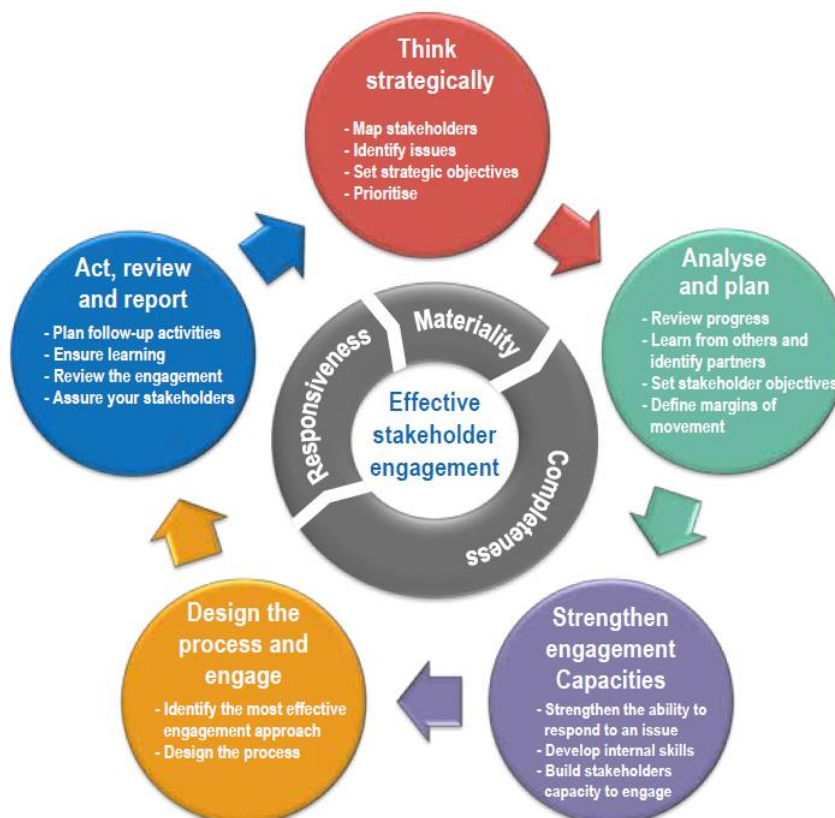 Think
strategically
- Map stakeholders
- Identify issues
- Set strategic objectives
- Prioritise
Analyse
and plan
- Review progress
- Learn from others and
identify partners
- Set stakeholder objectives
- Define margins of
movement
Strengthen
engagement
Capacities
- Strengthen the ability to
respond to an issue
- Develop internal skills
- Build stakeholders
capacity to engage
Design the
process and
engage
- Identify the most effective
engagement approach
- Design the process
Act, review
and report
- Plan follow-up activities
- Ensure learning
- Review the engagement
- Assure your stakeholders
Responsiveness
Materiality
Completeness
Effective
stakeholder
engagement